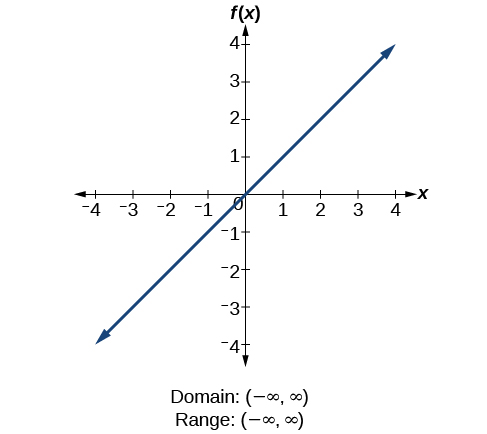 f(x)
4
3
2
1
−4 −3 −2 −1 0 1 2 3 4 x
−1
−2
−3
−4
Domain: (−∞, ∞)
Range: (−∞, ∞)